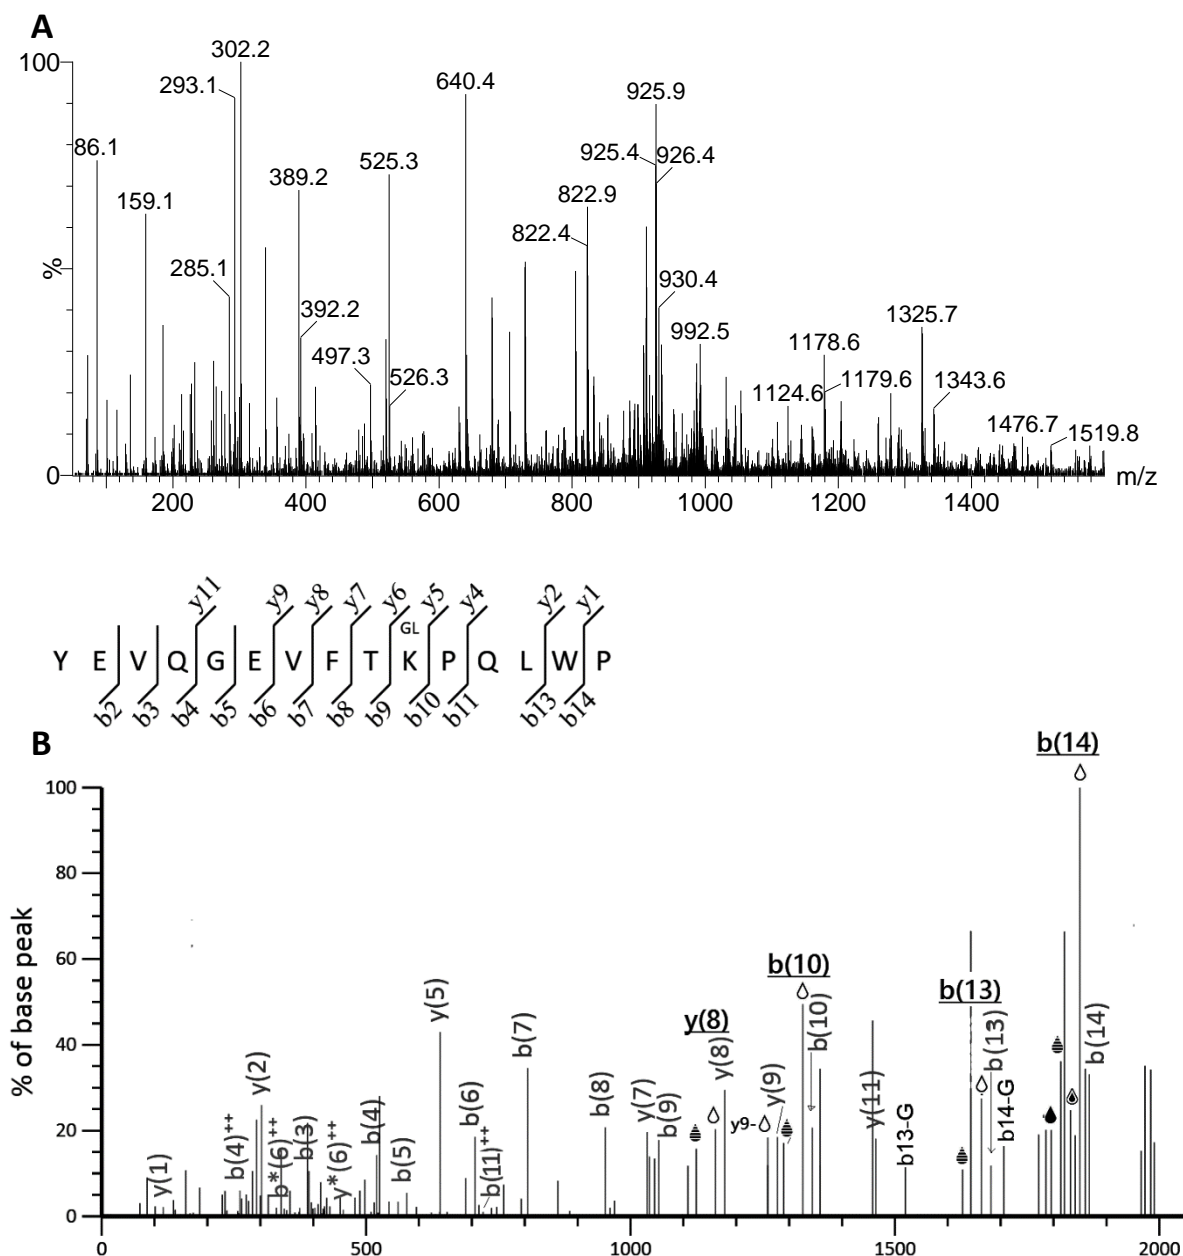 A
100
302.2
293.1
640.4
925.9
86.1
525.3
925.4
926.4
389.2
822.9
159.1
822.4
285.1
930.4
%
392.2
992.5
1325.7
1178.6
497.3
526.3
1124.6
1179.6
1343.6
1476.7
1519.8
0
m/z
200 400 600 800 1000 1200 1400
y11 y9 y8 y7 y6 y5 y4 y2 y1
GL
Y E V Q G E V F T K P Q L W P
b2 b3 b4 b5 b6 b7 b8 b9 b10 b11 b13 b14
B
b(14)
100
80
60
40
20
0
% of base peak
b(10)
b(13)
y(8)
y(1)
b(4)++
y(2)
b*(6)++
b(3)
y*(6)++
b(4)
b(5)
y(5)
b(6)
b(11)++
b(7)
b(8)
y(7)
b(9)
y(8)
y9-
y(9)
b(10)
y(11)
b13-G
b(13)
b14-G
b(14)
0 500 1000 1500 2000